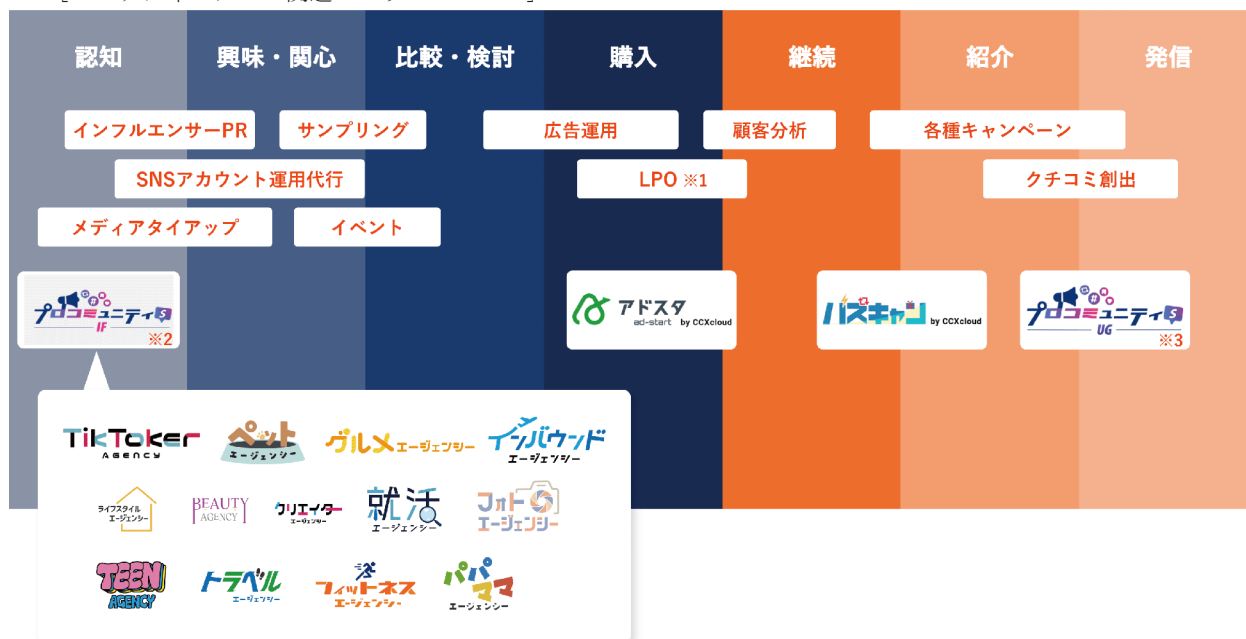 認知 興味・関心 比較・検討 購入 継続 紹介 発信
インフルエンサーPR サンプリング 広告運用 顧客分析 各種キャンペーン
SNSアカウント運用代行 LPO ※1 クチコミ創出
メディアタイアップ イベント
プロコミュニティS
IF
※2
アドスタ
ad-start by CCXcloud
バズキャン by CCXcloud
プロコミュニティS
UG
※3
TikToker
AGENCY
ペット
エージェンシー
グルメエージェンシー
インバウンド
エージェンシー
ライフスタイル
エージェンシー
BEAUTY
AGENCY
クリエイター
エージェンシー
就活
エージェンシー
フォト
エージェンシー
TEEN
AGENCY
トラベル
エージェンシー
フィットネス
エージェンシー
パパ
ママ
エージェンシー